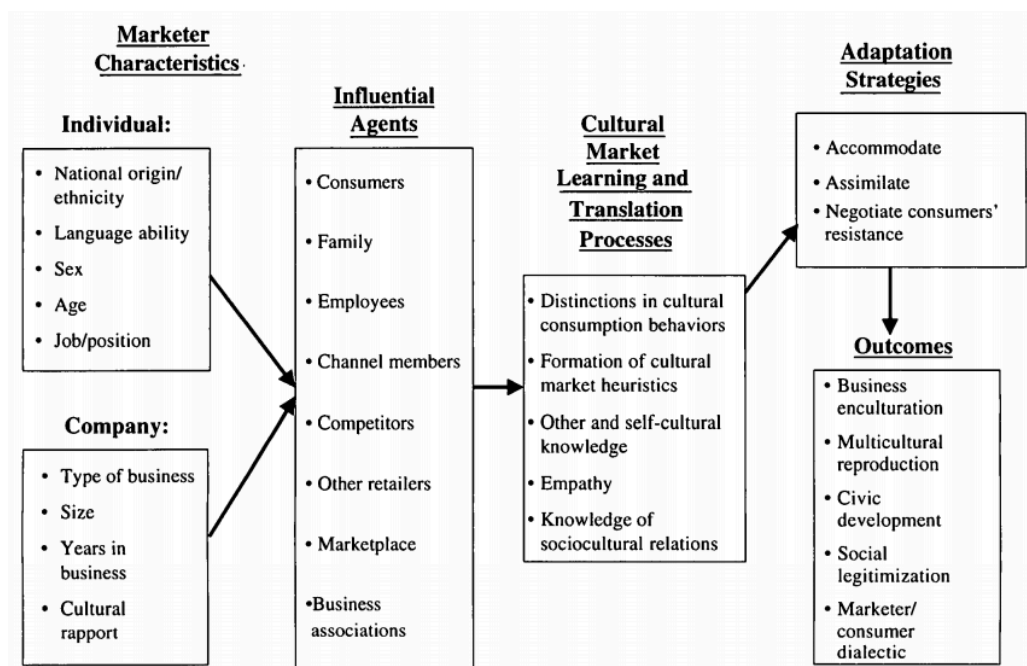 Marketer
Characteristics
Individual:
• National origin/
ethnicity
• Language ability
• Sex
• Age
• Job/position
Company:
• Type of business
• Size
• Years in
business
• Cultural
rapport
Influential
Agents
• Consumers
• Family
• Employees
• Channel members
• Competitors
• Other retailers
• Marketplace
•Business
associations
Cultural
Market
Learning and
Translation
Processes
• Distinctions in cultural
consumption behaviors
• Formation of cultural
market heuristics
• Other and self-cultural
knowledge
• Empathy
• Knowledge of
sociocultural relations
Adaptation
Strategies
• Accommodate
• Assimilate
• Negotiate consumers'
resistance
Outcomes
• Business
enculturation
• Multicultural
reproduction
• Civic
development
• Social
legitimization
• Marketer/
consumer
dialectic